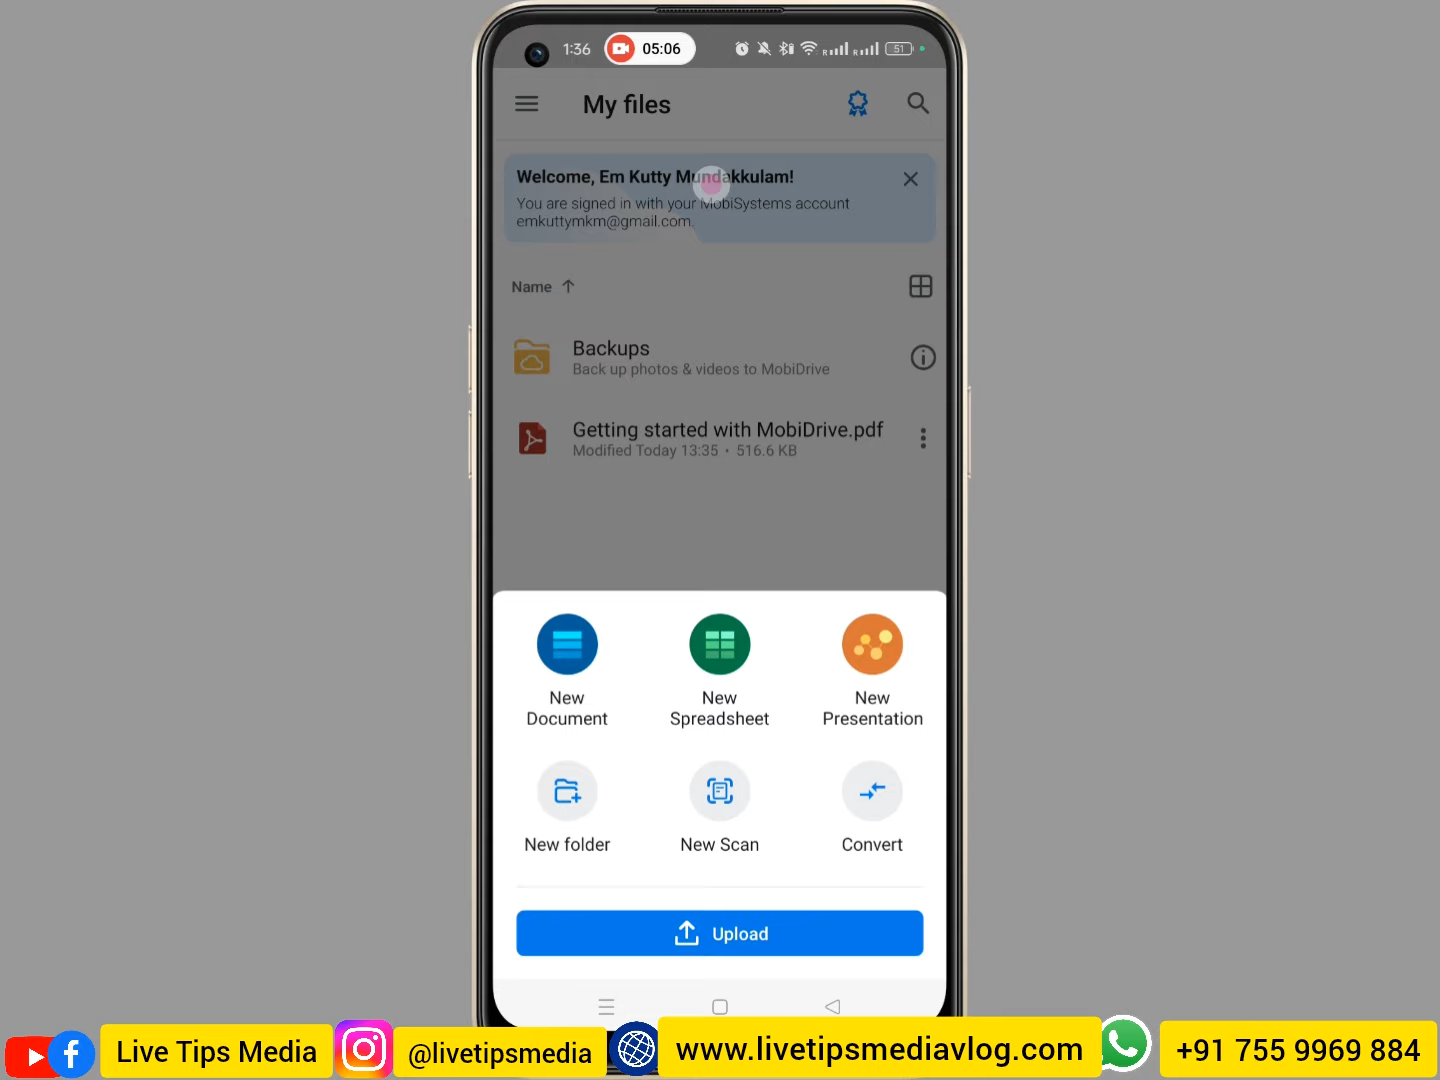 1:36
05:06
R
R
51
My files
Welcome, Em Kutty Mundakkulam!
You are signed in with your MobiSystems account
emkuttymkm@gmail.com.
Name
Backups
Back up photos & videos to MobiDrive
Getting started with MobiDrive.pdf
Modified Today 13:35 • 516.6 KB
New Document
New Spreadsheet
New Presentation
New folder
New Scan
Convert
Upload
Live Tips Media
@livetipsmedia
www.livetipsmediavlog.com
+91 755 9969 884